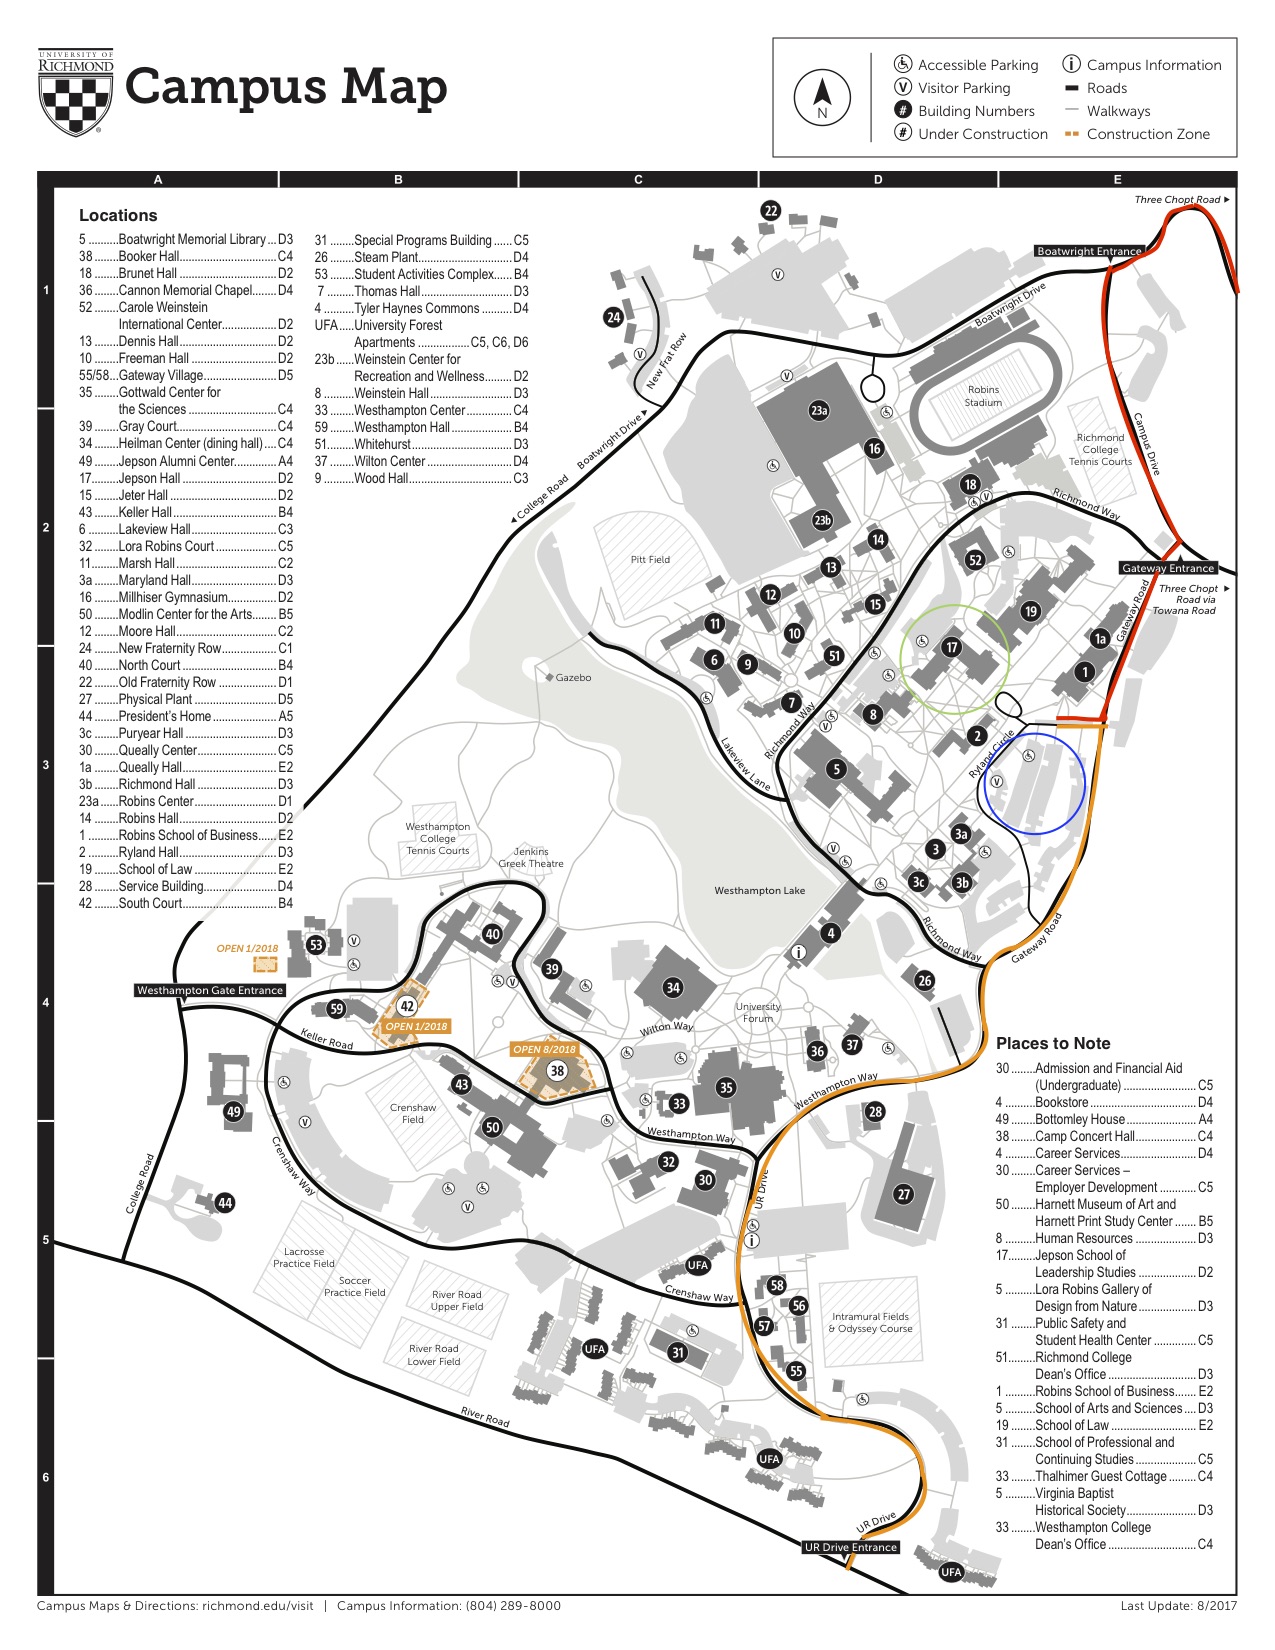 UNIVERSITY OF
RICHMOND
Campus Map
N
Accessible Parking
Visitor Parking
Building Numbers
Under Construction
Campus Information
Roads
Walkways
Construction Zone
A B C D E
1
2
3
4
5
6
Locations
5 .........Boatwright Memorial Library...D3
38 ........Booker Hall...C4
18 ........Brunet Hall...D2
36 ........Cannon Memorial Chapel...D4
52 ........Carole Weinstein
International Center...D2
13 ........Dennis Hall...D2
10 ........Freeman Hall...D2
55/58...Gateway Village...D5
35 ........Gottwald Center for
the Sciences...C4
39 ........Gray Court...C4
34 ........Heilman Center (dining hall)...C4
49 ........Jepson Alumni Center...A4
17........Jepson Hall...D2
15 ........Jeter Hall...D2
43 ........Keller Hall...B4
6 .........Lakeview Hall...C3
32 ........Lora Robins Court...C5
11........Marsh Hall...C2
3a ........Maryland Hall...D3
16 ........Millhiser Gymnasium...D2
50 ........Modlin Center for the Arts...B5
12 ........Moore Hall...C2
24 ........New Fraternity Row...C1
40 ........North Court...B4
22 ........Old Fraternity Row...D1
27 ........Physical Plant...D5
44 ........President's Home...A5
3c ........Puryear Hall...D3
30 ........Queally Center...C5
1a ........Queally Hall...E2
3b ........Richmond Hall...D3
23a ......Robins Center...D1
14 ........Robins Hall...D2
1 ..........Robins School of Business...E2
2 ..........Ryland Hall...D3
19 ........School of Law...E2
28 ........Service Building...D4
42 ........South Court...B4
31 ........Special Programs Building...C5
26 ........Steam Plant...D4
53 ........Student Activities Complex...B4
7 .........Thomas Hall...D3
4 ..........Tyler Haynes Commons...D4
UFA.....University Forest
Apartments...C5, C6, D6
23b......Weinstein Center for
Recreation and Wellness...D2
8 ..........Weinstein Hall...D3
33 ........Westhampton Center...C4
59 ........Westhampton Hall...B4
51........Whitehurst...D3
37 ........Wilton Center...D4
9 ..........Wood Hall...C3
Three Chopt Road
Boatwright Entrance
Boatwright Drive
22
24
New Frat Row
Boatwright Drive
College Road
23a
16
Robins
Stadium
Richmond
College
Tennis Courts
Campus Drive
18
Richmond Way
Gateway Entrance
Three Chopt
Road via
Towana Road
Gateway Road
Pitt Field
23b
14
13
52
12
15
19
11
10
17
1a
6
9
51
1
Gazebo
7
8
2
Richmond Way
Lakeview Lane
Ryland Circle
5
3a
3
3c
3b
Westhampton
College
Tennis Courts
Jenkins
Greek Theatre
Westhampton Lake
4
Richmond Way
Gateway Road
OPEN 1/2018
53
40
39
34
26
Westhampton Gate Entrance
59
42
OPEN 1/2018
Keller Road
University
Forum
Wilton Way
OPEN 8/2018
38
36
37
49
43
35
33
Westhampton Way
28
Crenshaw
Field
50
Westhampton Way
32
30
27
College Road
Crenshaw Way
44
UR Drive
Lacrosse
Practice Field
Soccer
Practice Field
River Road
Upper Field
River Road
Lower Field
UFA
Crenshaw Way
58
56
57
55
Intramural Fields
& Odyssey Course
UFA
31
River Road
UFA
UR Drive
UR Drive Entrance
UFA
Places to Note
30 .......Admission and Financial Aid
(Undergraduate)...C5
4 ..........Bookstore...D4
49 ........Bottomley House...A4
38 ........Camp Concert Hall...C4
4 ..........Career Services...D4
30 ........Career Services –
Employer Development...C5
50 ........Harnett Museum of Art and
Harnett Print Study Center...B5
8 ..........Human Resources...D3
17.........Jepson School of
Leadership Studies...D2
5 ..........Lora Robins Gallery of
Design from Nature...D3
31 ........Public Safety and
Student Health Center...C5
51.........Richmond College
Dean's Office...D3
1 ..........Robins School of Business...E2
5 ..........School of Arts and Sciences...D3
19 ........School of Law...E2
31 ........School of Professional and
Continuing Studies...C5
33 ........Thalhimer Guest Cottage...C4
5 ..........Virginia Baptist
Historical Society...D3
33 ........Westhampton College
Dean's Office...C4
Campus Maps & Directions: richmond.edu/visit | Campus Information: (804) 289-8000
Last Update: 8/2017